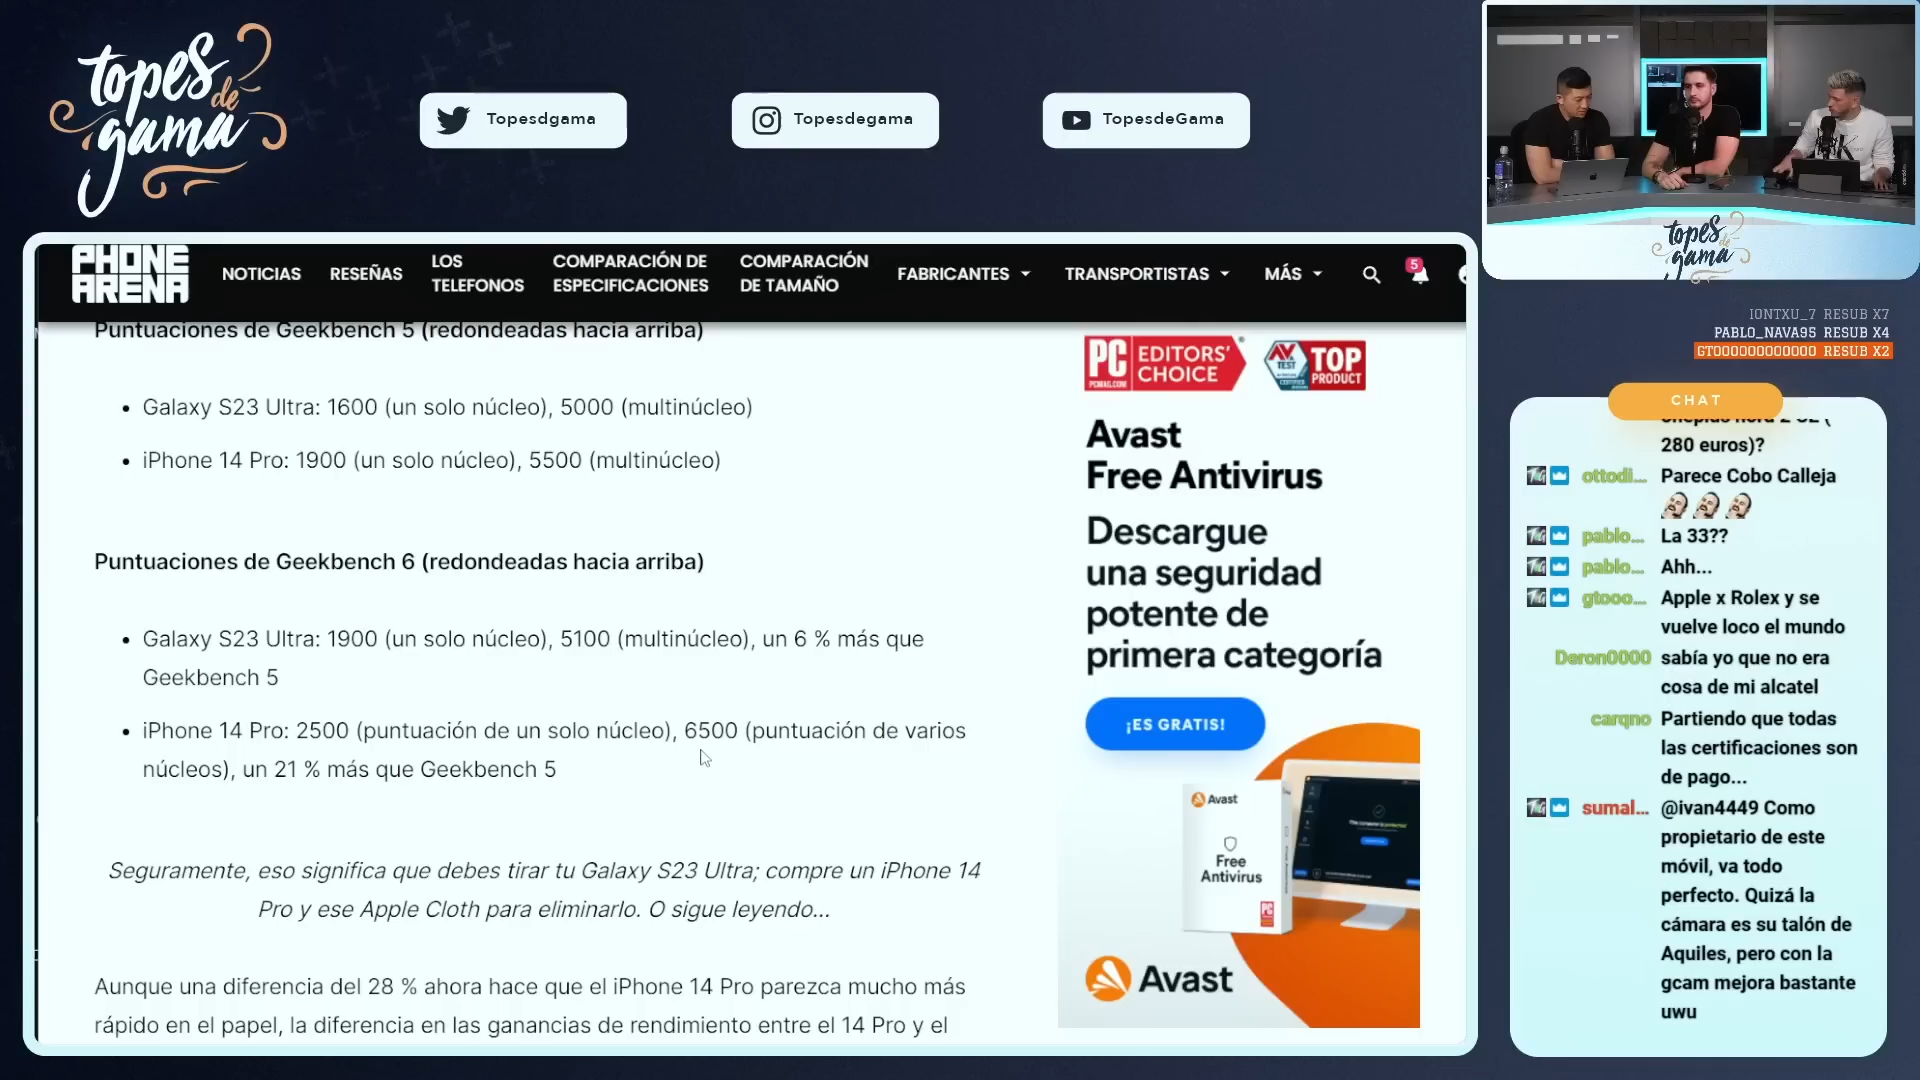 topes de gama
Topesdgama
Topesdegama
TopesdeGama
PHONE
ARENA
NOTICIAS
RESEÑAS
LOS
TELEFONOS
COMPARACIÓN DE
ESPECIFICACIONES
COMPARACIÓN
DE TAMAÑO
FABRICANTES
TRANSPORTISTAS
MÁS
5
Puntuaciones de Geekbench 5 (redondeadas hacia arriba)
• Galaxy S23 Ultra: 1600 (un solo núcleo), 5000 (multinúcleo)
• iPhone 14 Pro: 1900 (un solo núcleo), 5500 (multinúcleo)
Puntuaciones de Geekbench 6 (redondeadas hacia arriba)
• Galaxy S23 Ultra: 1900 (un solo núcleo), 5100 (multinúcleo), un 6 % más que
Geekbench 5
• iPhone 14 Pro: 2500 (puntuación de un solo núcleo), 6500 (puntuación de varios
núcleos), un 21 % más que Geekbench 5
Seguramente, eso significa que debes tirar tu Galaxy S23 Ultra; compre un iPhone 14
Pro y ese Apple Cloth para eliminarlo. O sigue leyendo...
Aunque una diferencia del 28 % ahora hace que el iPhone 14 Pro parezca mucho más
rápido en el papel, la diferencia en las ganancias de rendimiento entre el 14 Pro y el
PC EDITORS'
CHOICE
PCMAG.COM
AV TEST
TOP
PRODUCT
Avast
Free Antivirus
Descargue
una seguridad
potente de
primera categoría
¡ES GRATIS!
Avast
Free
Antivirus
PC
Avast
topes de gama
IONTXU_7 RESUB X7
PABLO_NAVA95 RESUB X4
GTOOOOOOOOOOO RESUB X2
CHAT
280 euros)?
ottodi... Parece Cobo Calleja
pablo... La 33??
pablo... Ahh...
gtooo... Apple x Rolex y se
vuelve loco el mundo
Deron0000 sabía yo que no era
cosa de mi alcatel
carqno Partiendo que todas
las certificaciones son
de pago...
sumal... @ivan4449 Como
propietario de este
móvil, va todo
perfecto. Quizá la
cámara es su talón de
Aquiles, pero con la
gcam mejora bastante
uwu